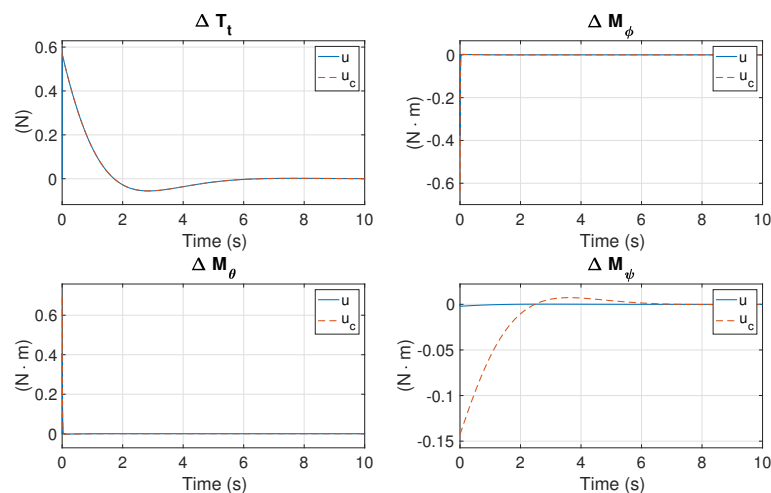 Δ T_t
(N)
0.6
0.4
0.2
0
u
u_c
0 2 4 6 8 10
Time (s)
Δ M_ϕ
(N · m)
0
-0.2
-0.4
-0.6
u
u_c
0 2 4 6 8 10
Time (s)
Δ M_θ
(N · m)
0.6
0.4
0.2
0
u
u_c
0 2 4 6 8 10
Time (s)
Δ M_ψ
(N · m)
0
-0.05
-0.1
-0.15
u
u_c
0 2 4 6 8 10
Time (s)